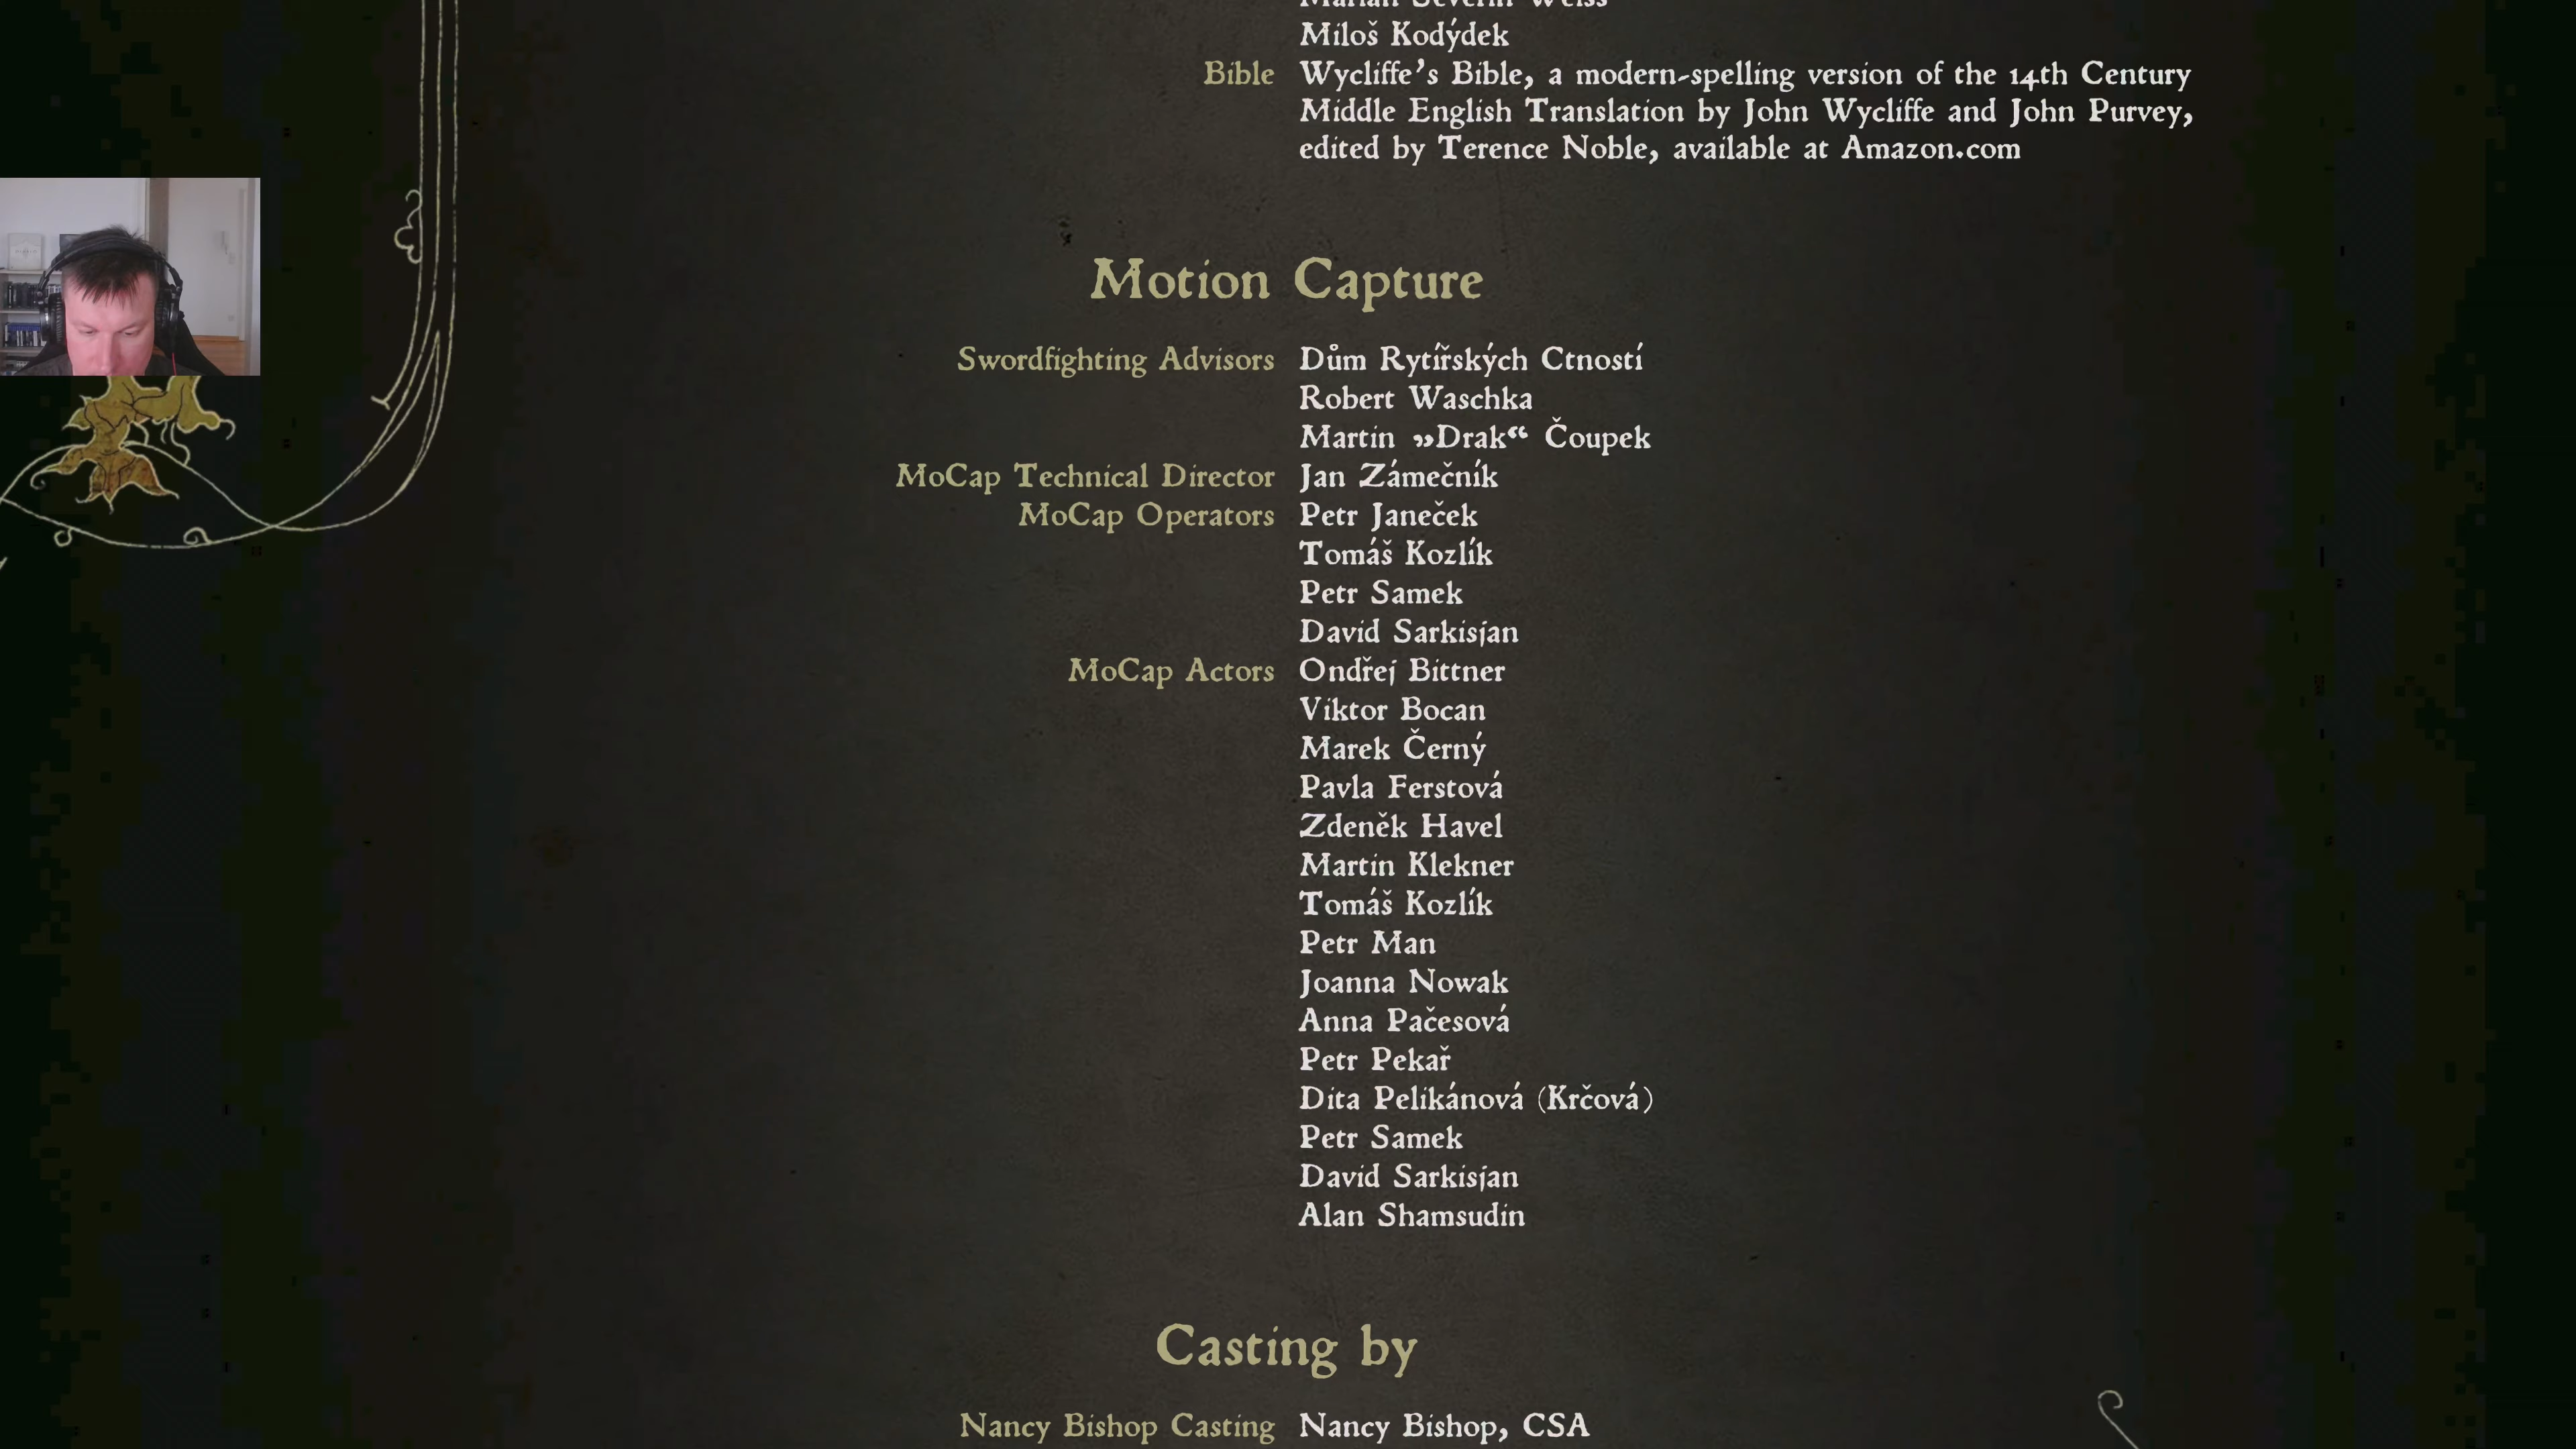 Marian Severin Weiss
Miloš Kodýdek
Bible Wycliffe's Bible, a modern-spelling version of the 14th Century
Middle English Translation by John Wycliffe and John Purvey,
edited by Terence Noble, available at Amazon.com
Motion Capture
Swordfighting Advisors Dům Rytířských Ctností
Robert Waschka
Martin »Drak“ Čoupek
MoCap Technical Director Jan Zámečník
MoCap Operators Petr Janeček
Tomáš Kozlík
Petr Samek
David Sarkisjan
MoCap Actors Ondřej Bittner
Viktor Bocan
Marek Černý
Pavla Ferstová
Zdeněk Havel
Martin Klekner
Tomáš Kozlík
Petr Man
Joanna Nowak
Anna Pačesová
Petr Pekař
Dita Pelikánová (Krčová)
Petr Samek
David Sarkisjan
Alan Shamsudin
Casting by
Nancy Bishop Casting Nancy Bishop, CSA